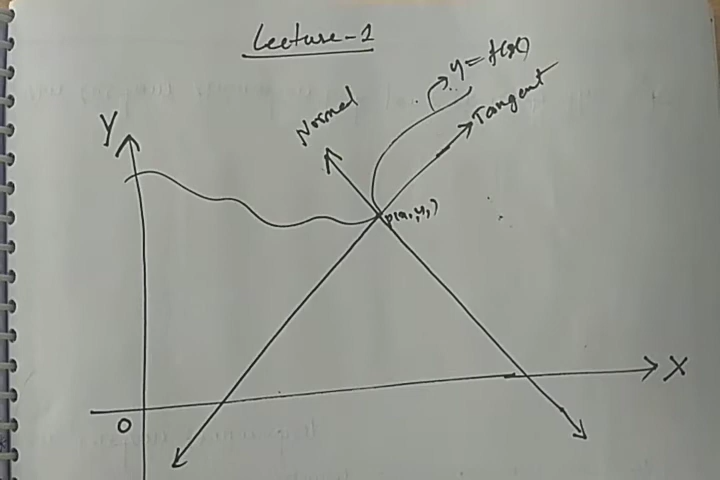 Lecture-1
y=f(x)
Tangent
Normal
Y
P(x₁,y₁)
X
O